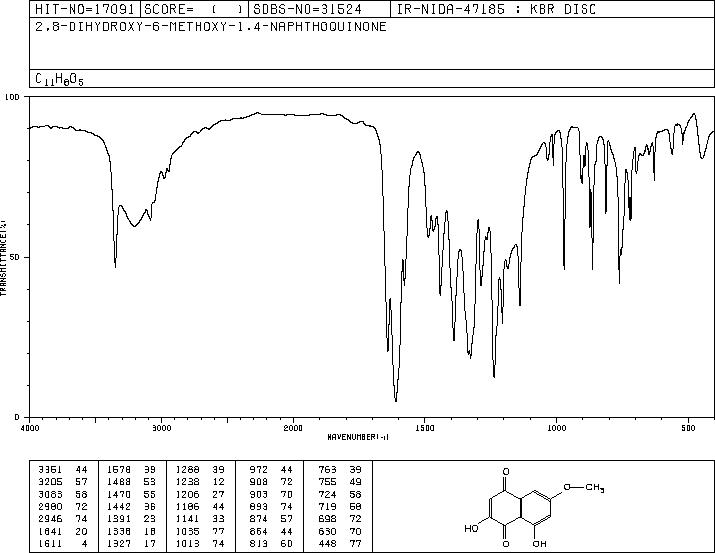 HIT-NO=17091 SCORE= ( ) SDBS-NO=31524 IR-NIDA-47185 : KBR DISC
2,8-DIHYDROXY-6-METHOXY-1,4-NAPHTHOQUINONE
C11H8O5
100
50
0
TRANSMITTANCE(%)
4000 3000 2000 1500 1000 500
WAVENUMBER(-1)
3351 44 1578 39 1288 39 972 44 763 39
3205 57 1488 53 1238 12 908 72 755 49
3083 58 1470 55 1206 27 903 70 724 58
2980 72 1442 36 1186 44 893 74 719 58
2946 74 1391 23 1141 33 874 57 698 72
1641 20 1338 18 1035 77 864 44 630 70
1611 4 1327 17 1013 74 813 60 448 77
O
O—CH3
HO
O
OH